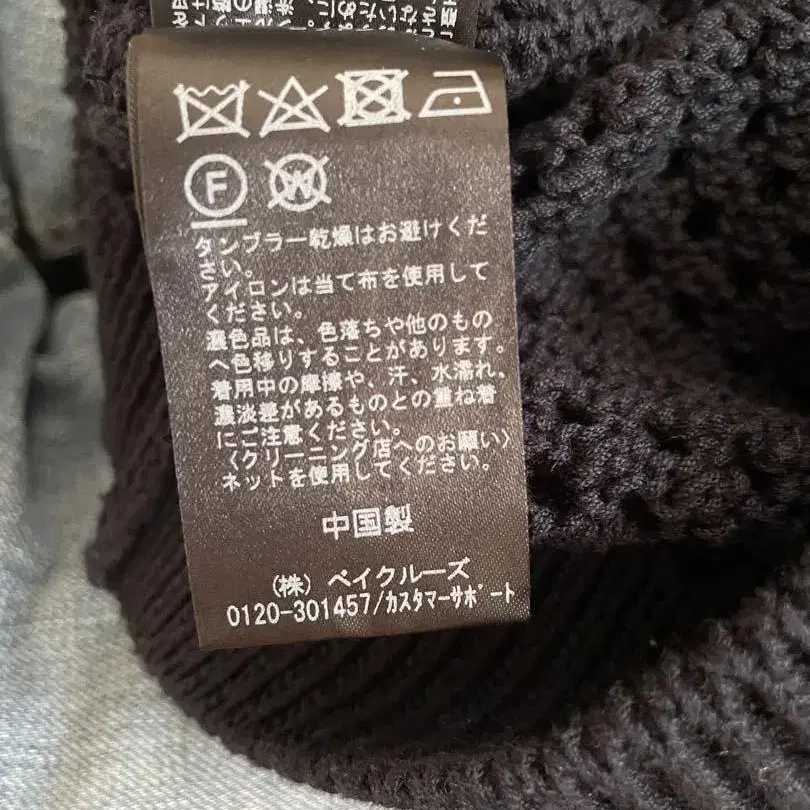 F
W
タンブラー乾燥はお避けくだ
さい。
アイロンは当て布を使用して
ください。
濃色品は、色落ちや他のもの
へ色移りすることがあります。
着用中の摩擦や、汗、水濡れ、
濃淡差があるものとの重ね着
にご注意ください。
〈クリーニング店へのお願い〉
ネットを使用してください。
中国製
(株) ベイクルーズ
0120-301457/カスタマーサポート